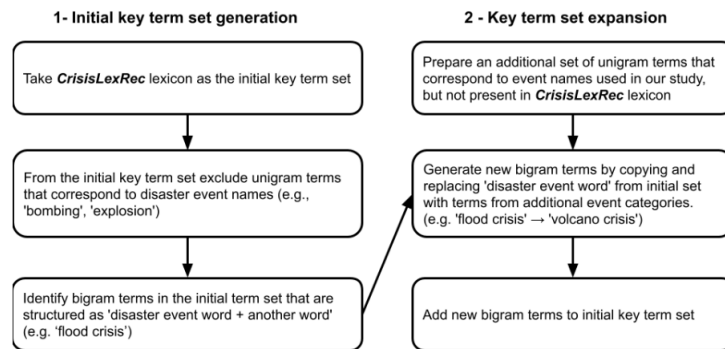 1- Initial key term set generation
Take CrisisLexRec lexicon as the initial key term set
From the initial key term set exclude unigram terms
that correspond to disaster event names (e.g.,
'bombing', 'explosion')
Identify bigram terms in the initial term set that are
structured as 'disaster event word + another word'
(e.g. ‘flood crisis’)
2 - Key term set expansion
Prepare an additional set of unigram terms that
correspond to event names used in our study,
but not present in CrisisLexRec lexicon
Generate new bigram terms by copying and
replacing 'disaster event word' from initial set
with terms from additional event categories.
(e.g. 'flood crisis' → 'volcano crisis')
Add new bigram terms to initial key term set